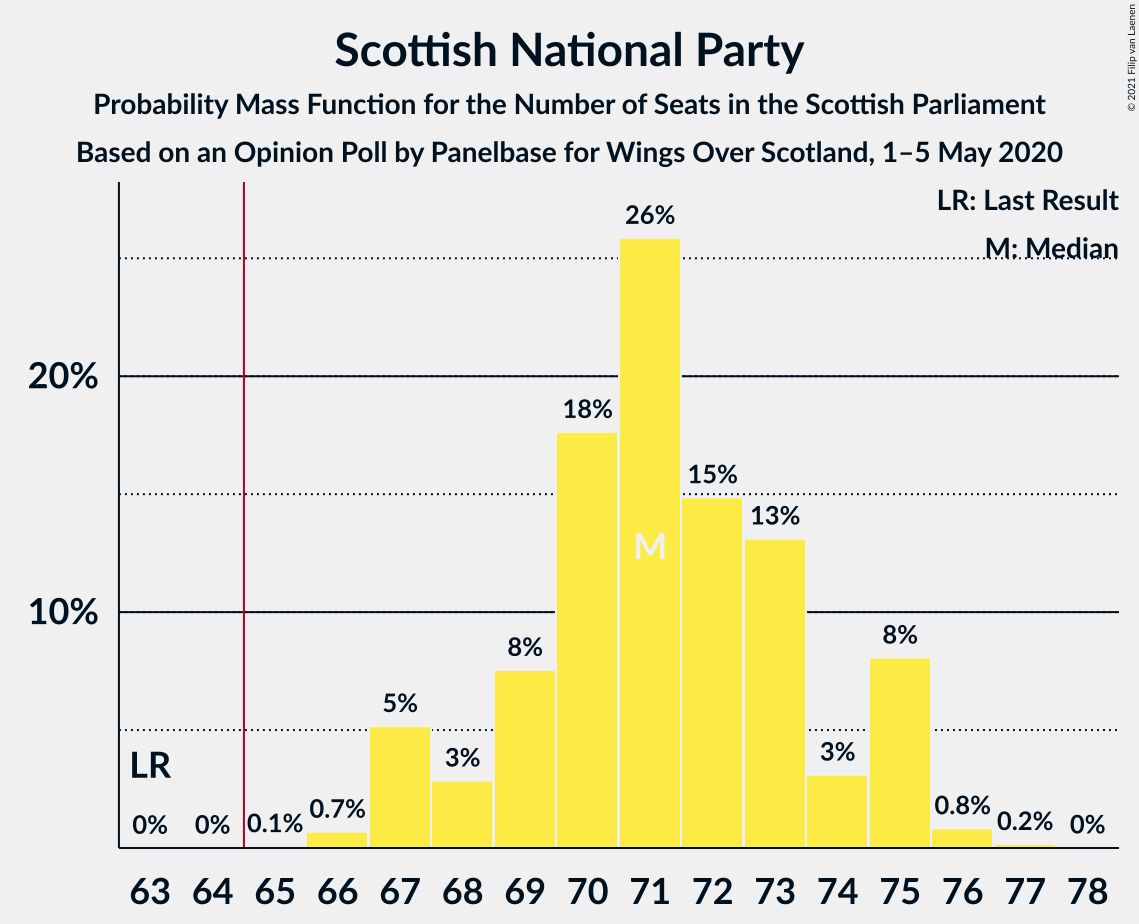 Scottish National Party
Probability Mass Function for the Number of Seats in the Scottish Parliament
Based on an Opinion Poll by Panelbase for Wings Over Scotland, 1–5 May 2020
© 2021 Filip van Laenen
LR: Last Result
M: Median
20%
10%
LR
M
0%
0%
0.1%
0.7%
5%
3%
8%
18%
26%
15%
13%
3%
8%
0.8%
0.2%
0%
63 64 65 66 67 68 69 70 71 72 73 74 75 76 77 78